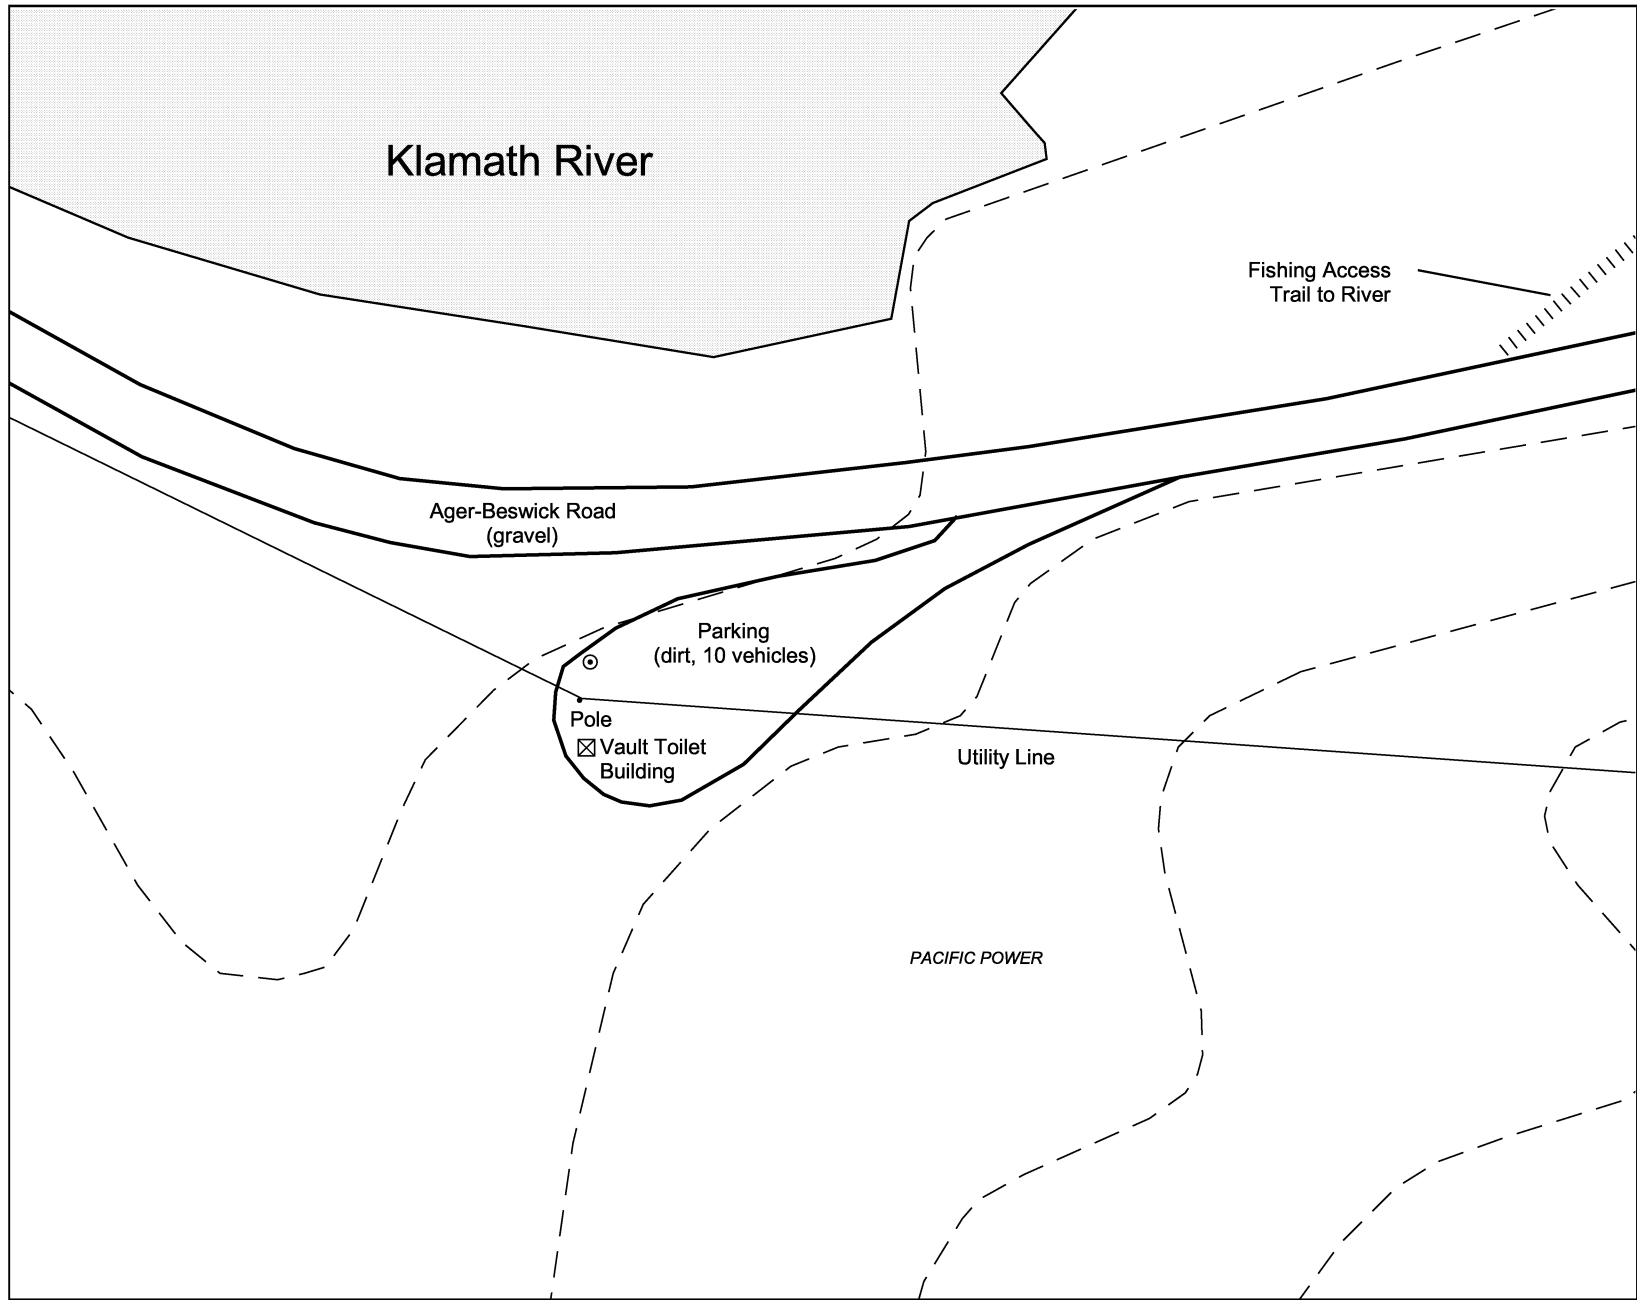 Klamath River
Fishing Access
Trail to River
Ager-Beswick Road
(gravel)
Parking
(dirt, 10 vehicles)
Pole
Vault Toilet
Building
Utility Line
PACIFIC POWER